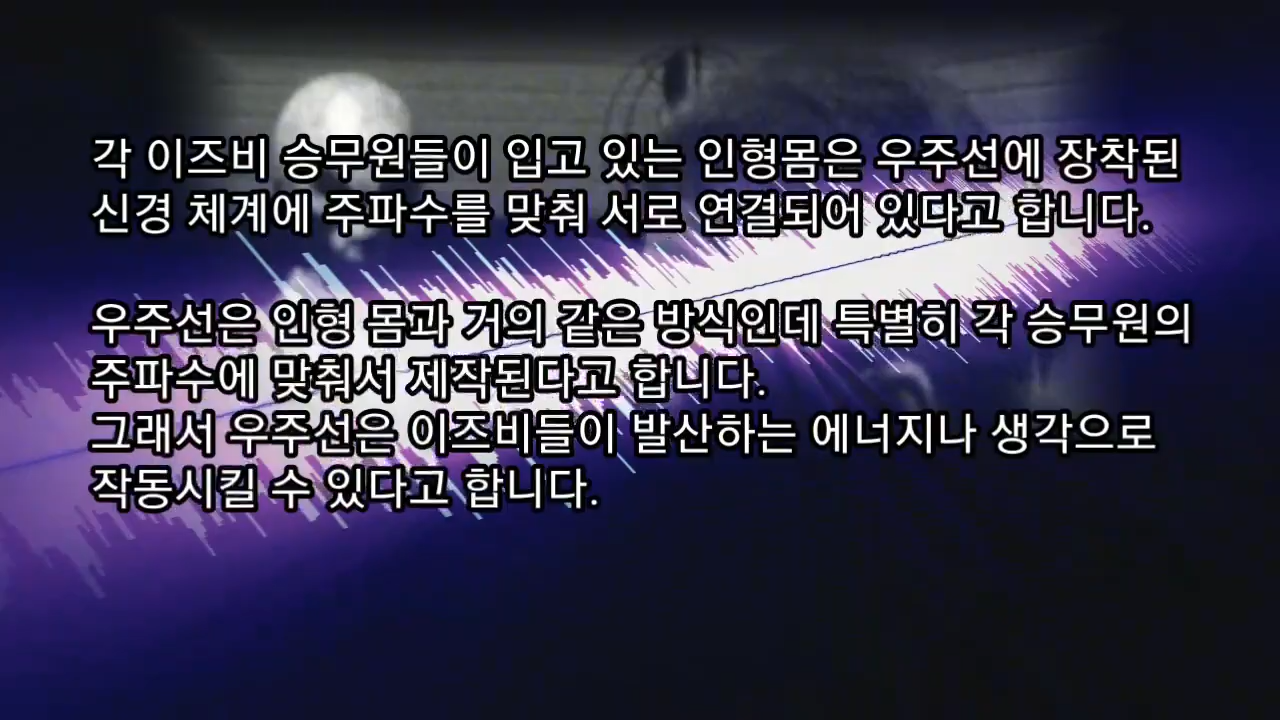 각 이즈비 승무원들이 입고 있는 인형몸은 우주선에 장착된
신경 체계에 주파수를 맞춰 서로 연결되어 있다고 합니다.
우주선은 인형 몸과 거의 같은 방식인데 특별히 각 승무원의
주파수에 맞춰서 제작된다고 합니다.
그래서 우주선은 이즈비들이 발산하는 에너지나 생각으로
작동시킬 수 있다고 합니다.